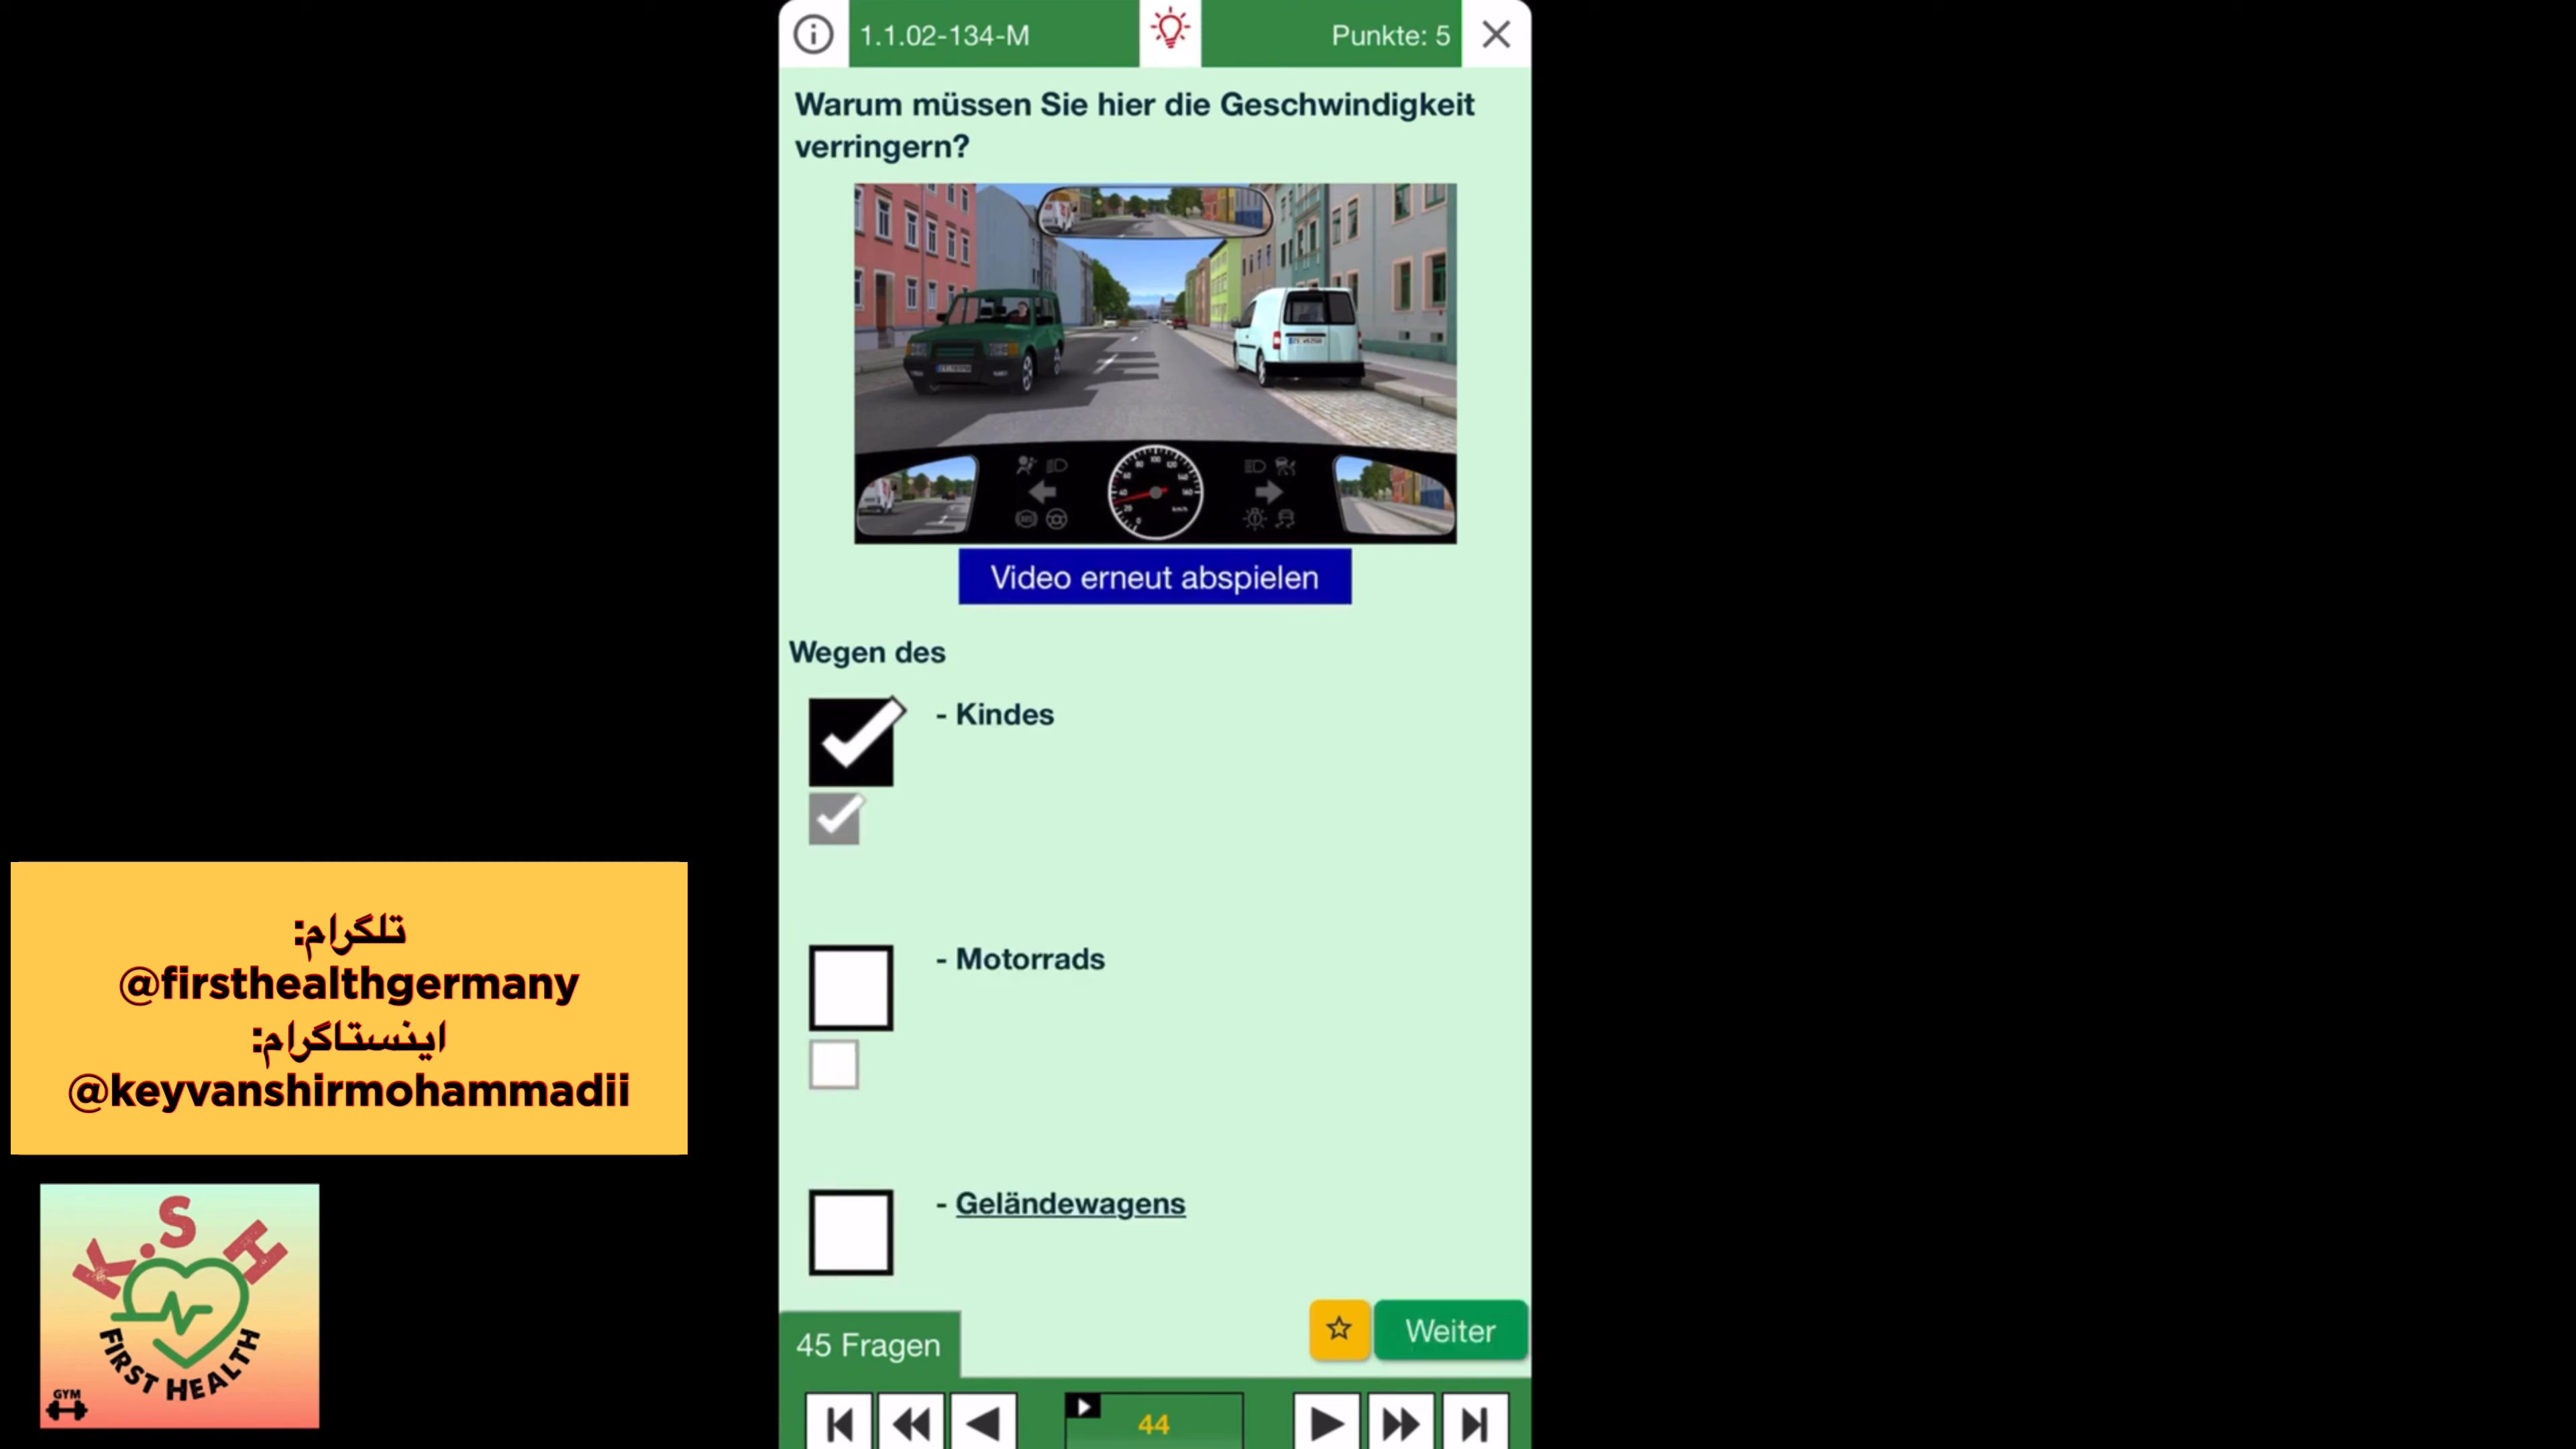 1.1.02-134-M
Punkte: 5
Warum müssen Sie hier die Geschwindigkeit
verringern?
Video erneut abspielen
Wegen des
- Kindes
- Motorrads
- Geländewagens
45 Fragen
Weiter
44
تلگرام:
@firsthealthgermany
اینستاگرام:
@keyvanshirmohammadii
K.SH
FIRST HEALTH
GYM